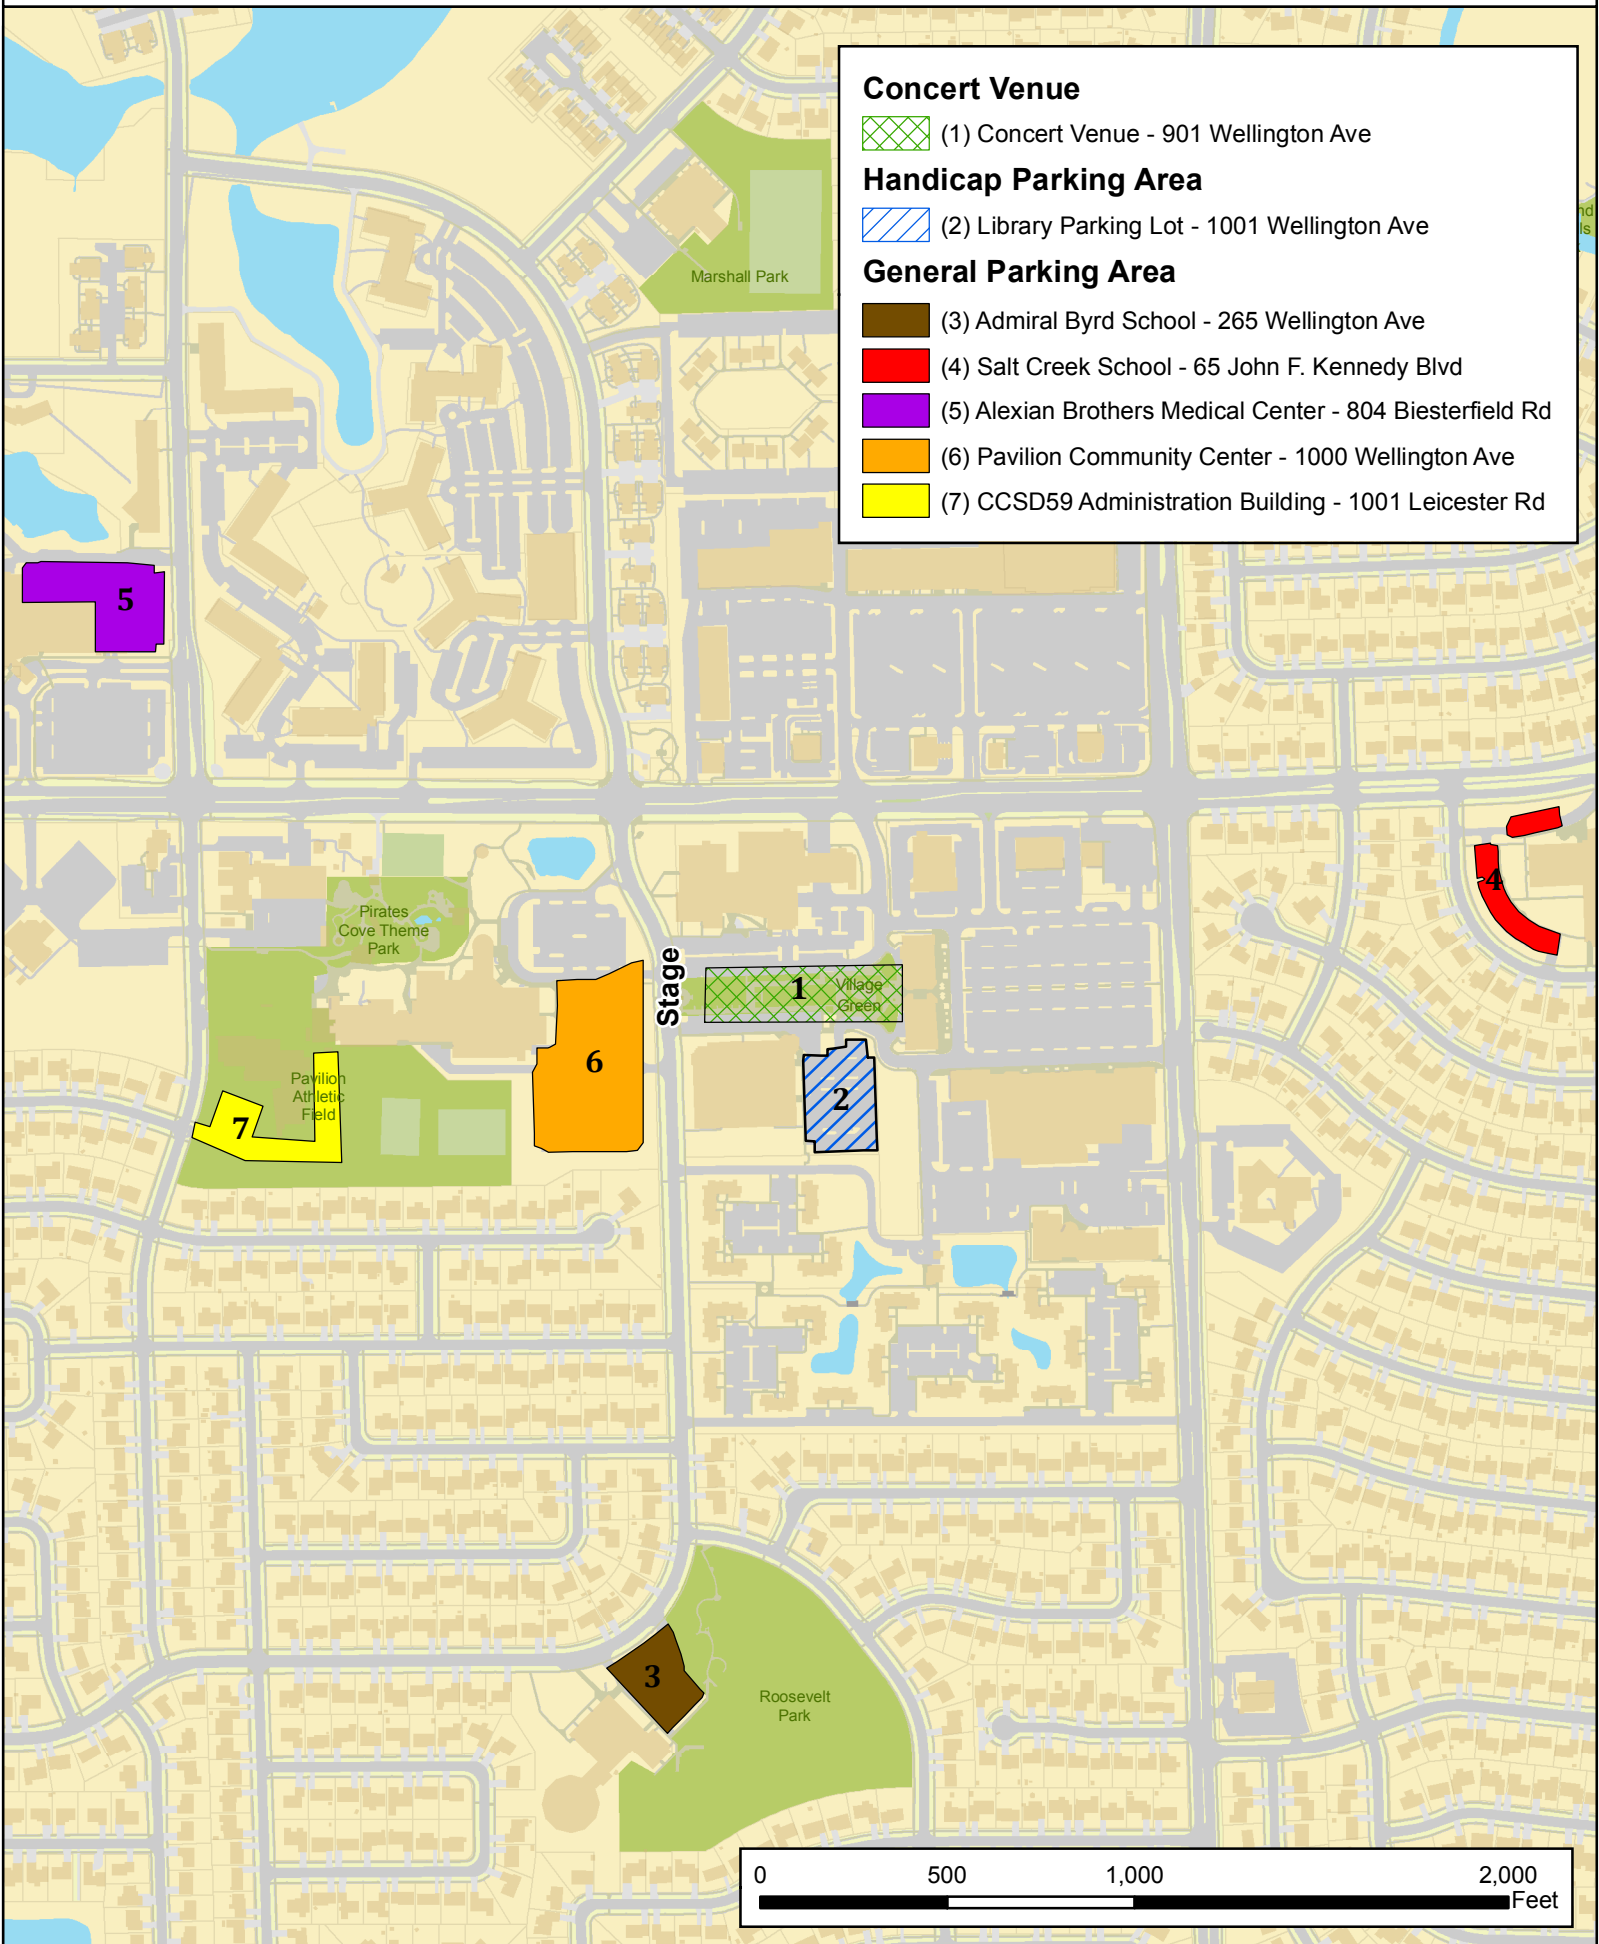 Concert Venue
(1) Concert Venue - 901 Wellington Ave
Handicap Parking Area
(2) Library Parking Lot - 1001 Wellington Ave
General Parking Area
(3) Admiral Byrd School - 265 Wellington Ave
(4) Salt Creek School - 65 John F. Kennedy Blvd
(5) Alexian Brothers Medical Center - 804 Biesterfield Rd
(6) Pavilion Community Center - 1000 Wellington Ave
(7) CCSD59 Administration Building - 1001 Leicester Rd
nd
ls
Marshall Park
5
4
Pirates
Cove Theme
Park
Stage
1
Village
Green
6
2
Pavilion
Athletic
Field
7
3
Roosevelt
Park
0 500 1,000 2,000
Feet